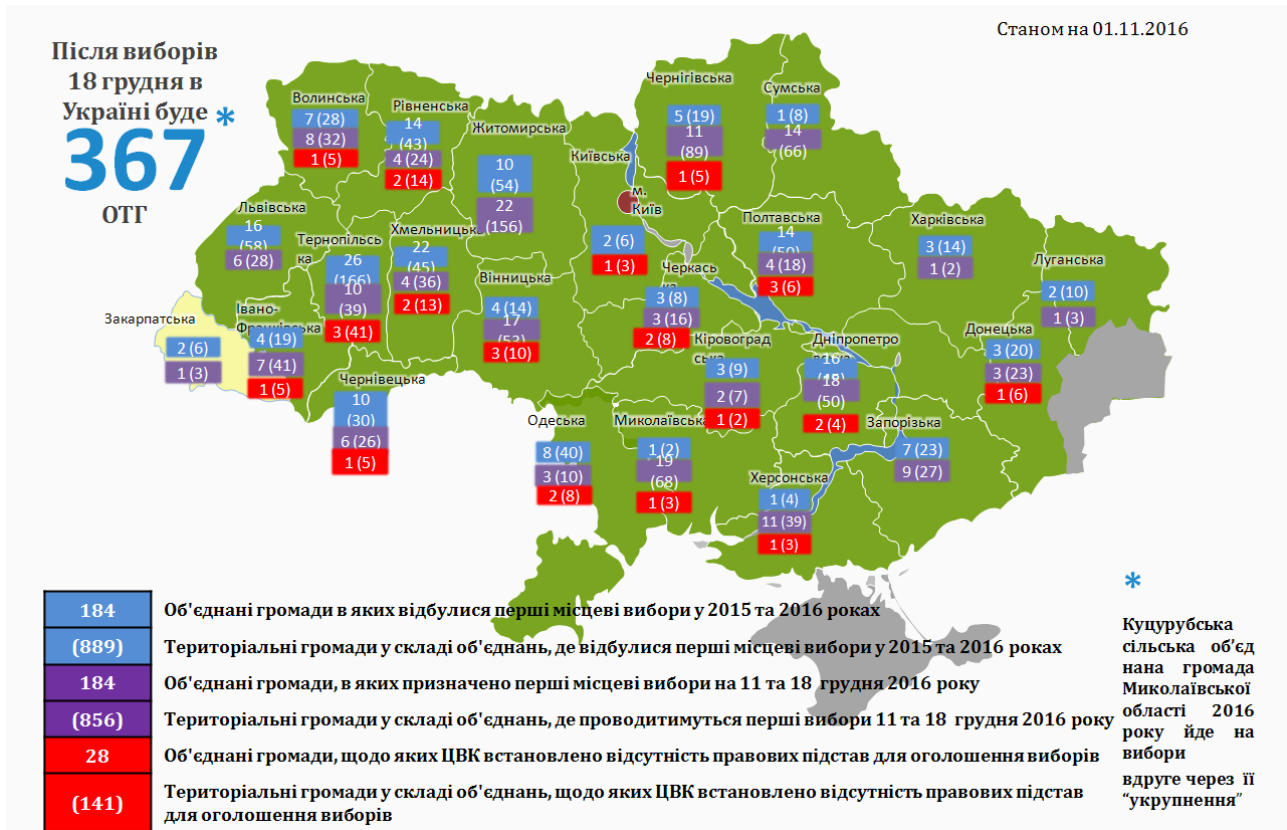 Станом на 01.11.2016
Після виборів
18 грудня в
Україні буде
367 *
ОТГ
Волинська
7 (28)
8 (32)
1 (5)
Рівненська
14
(43)
4 (24)
2 (14)
Житомирська
10
(54)
22
(156)
Київська
м.
Київ
2 (6)
1 (3)
Чернігівська
5 (19)
11
(89)
1 (5)
Сумська
1 (8)
14
(66)
Львівська
16
(58)
6 (28)
Тернопільсь
ка
26
(166)
10
(39)
3 (41)
Хмельницька
22
(45)
4 (36)
2 (13)
Вінницька
4 (14)
17
(53)
3 (10)
Черкась
3 (8)
3 (16)
2 (8)
Полтавська
14
(50)
4 (18)
3 (6)
Харківська
3 (14)
1 (2)
Луганська
2 (10)
1 (3)
Закарпатська
2 (6)
1 (3)
Івано-
Франківська
4 (19)
7 (41)
1 (5)
Чернівецька
10
(30)
6 (26)
1 (5)
Кіровоград
ська
3 (9)
2 (7)
1 (2)
Дніпропетро
16
18
(50)
2 (4)
Донецька
3 (20)
3 (23)
1 (6)
Одеська
8 (40)
3 (10)
2 (8)
Миколаївська
1 (2)
19
(68)
1 (3)
Запорізька
7 (23)
9 (27)
Херсонська
1 (4)
11 (39)
1 (3)
184 Об'єднані громади в яких відбулися перші місцеві вибори у 2015 та 2016 роках
(889) Територіальні громади у складі об'єднань, де відбулися перші місцеві вибори у 2015 та 2016 роках
184 Об'єднані громади, в яких призначено перші місцеві вибори на 11 та 18 грудня 2016 року
(856) Територіальні громади у складі об'єднань, де проводитимуться перші вибори 11 та 18 грудня 2016 року
28 Об'єднані громади, щодо яких ЦВК встановлено відсутність правових підстав для оголошення виборів
(141) Територіальні громади у складі об'єднань, щодо яких ЦВК встановлено відсутність правових підстав
для оголошення виборів
*
Куцурубська
сільська об’єд
нана громада
Миколаївської
області 2016
року йде на
вибори
вдруге через її
“укрупнення”